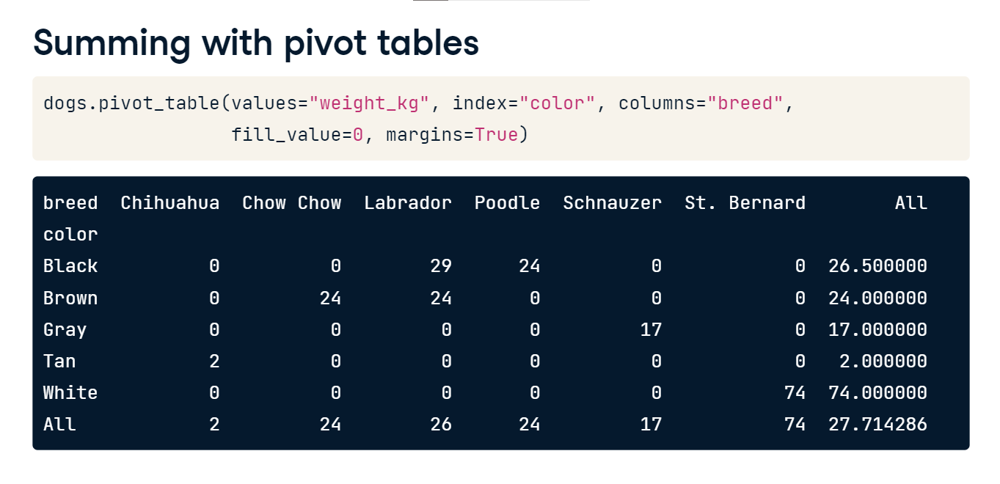 Summing with pivot tables
dogs.pivot_table(values="weight_kg", index="color", columns="breed",
                 fill_value=0, margins=True)
breed  Chihuahua  Chow Chow  Labrador  Poodle  Schnauzer  St. Bernard        All
color
Black          0          0        29      24          0            0  26.500000
Brown          0         24        24       0          0            0  24.000000
Gray           0          0         0       0         17            0  17.000000
Tan            2          0         0       0          0            0   2.000000
White          0          0         0       0          0           74  74.000000
All            2         24        26      24         17           74  27.714286